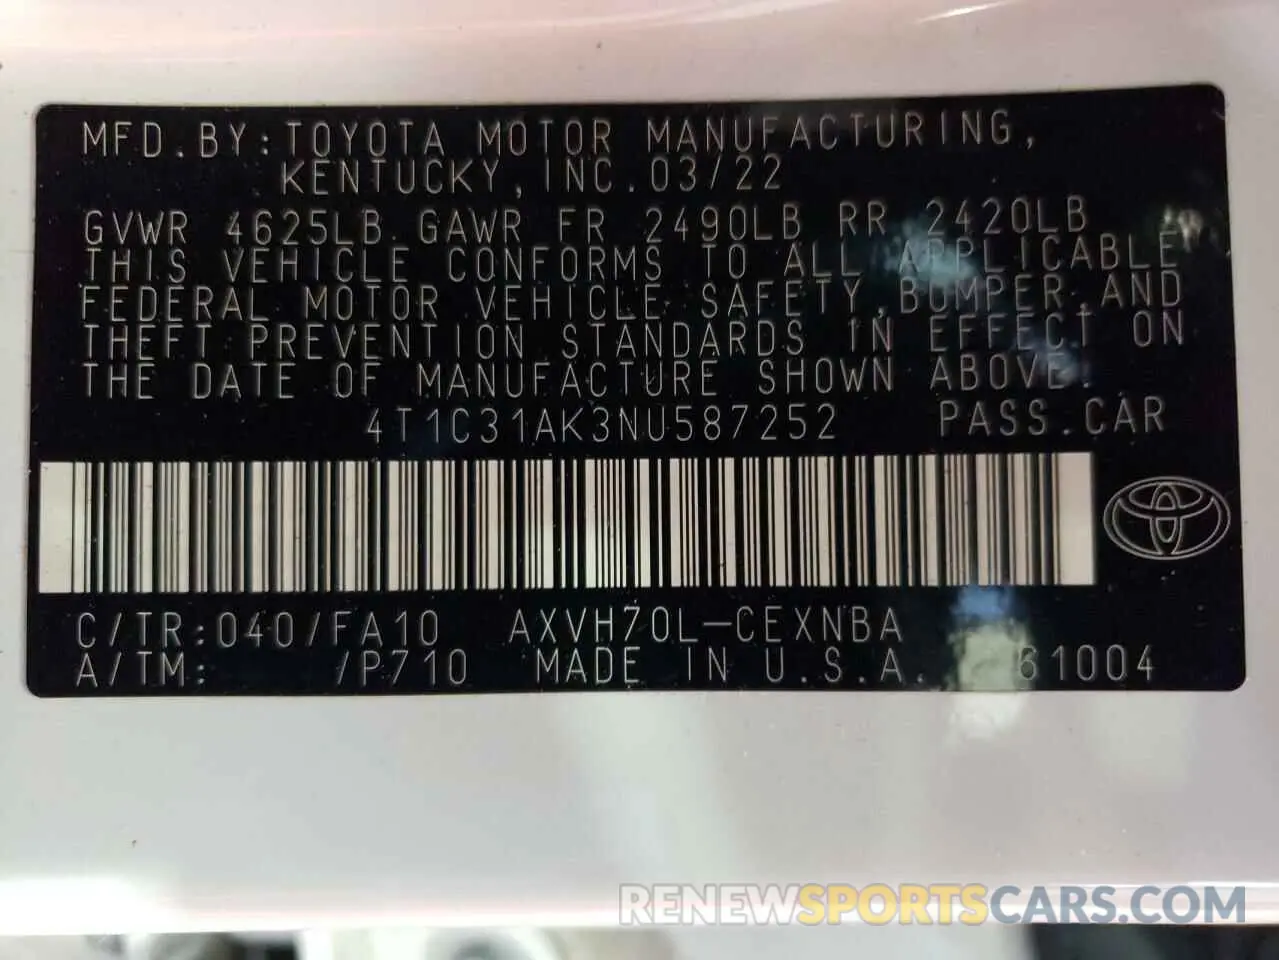 MFD.BY:TOYOTA MOTOR MANUFACTURING,
KENTUCKY,INC.03/22
GVWR 4625LB GAWR FR 2490LB RR 2420LB
THIS VEHICLE CONFORMS TO ALL APPLICABLE
FEDERAL MOTOR VEHICLE SAFETY,BUMPER,AND
THEFT PREVENTION STANDARDS IN EFFECT ON
THE DATE OF MANUFACTURE SHOWN ABOVE.
4T1C31AK3NU587252 PASS.CAR
C/TR:040/FA10 AXVH70L-CEXNBA
A/TM: /P710 MADE IN U.S.A. 61004
RENEWSPORTSCARS.COM